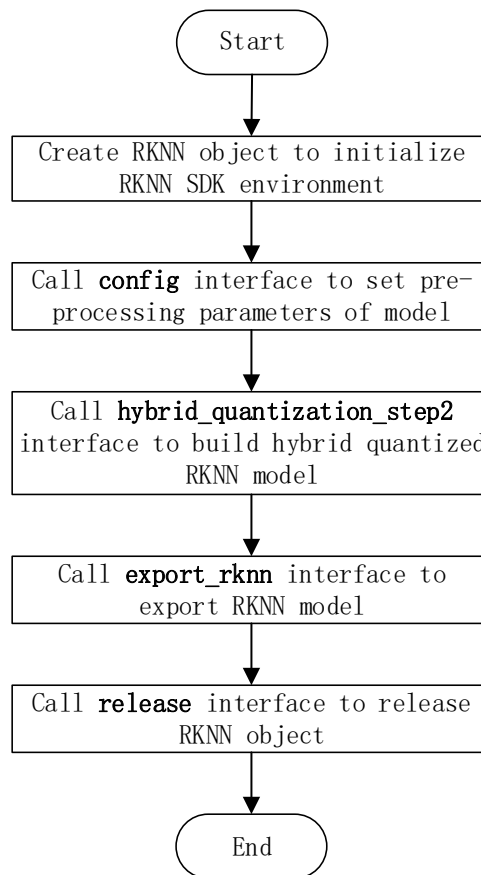 Start
Create RKNN object to initialize
RKNN SDK environment
Call config interface to set pre-
processing parameters of model
Call hybrid_quantization_step2
interface to build hybrid quantized
RKNN model
Call export_rknn interface to
export RKNN model
Call release interface to release
RKNN object
End